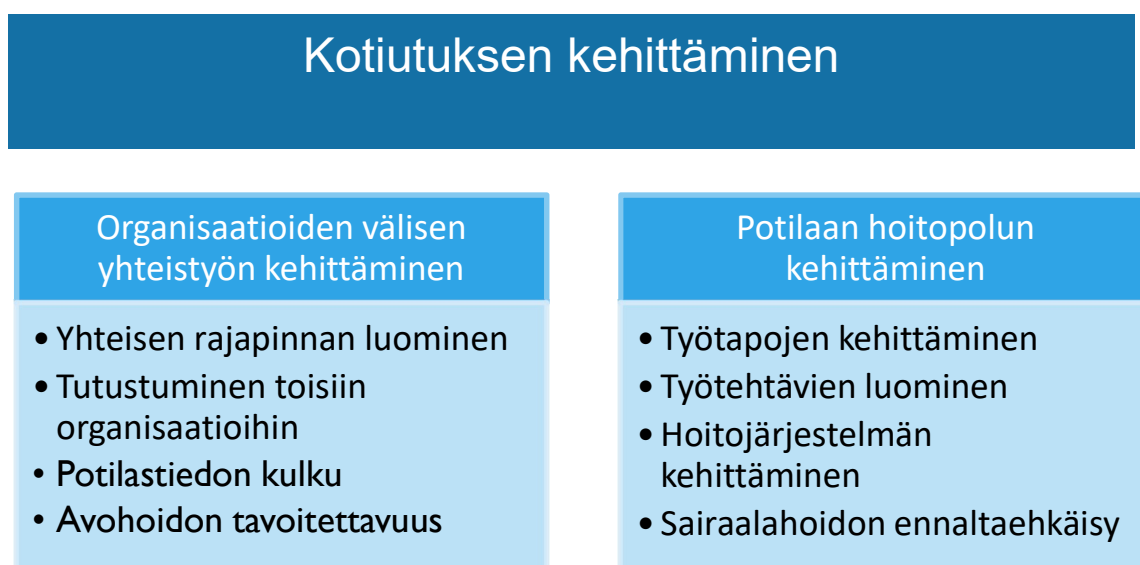 Kotiutuksen kehittäminen
Organisaatioiden välisen
yhteistyön kehittäminen
• Yhteisen rajapinnan luominen
• Tutustuminen toisiin
organisaatioihin
• Potilastiedon kulku
• Avohoidon tavoitettavuus
Potilaan hoitopolun
kehittäminen
• Työtapojen kehittäminen
• Työtehtävien luominen
• Hoitojärjestelmän
kehittäminen
• Sairaalahoidon ennaltaehkäisy